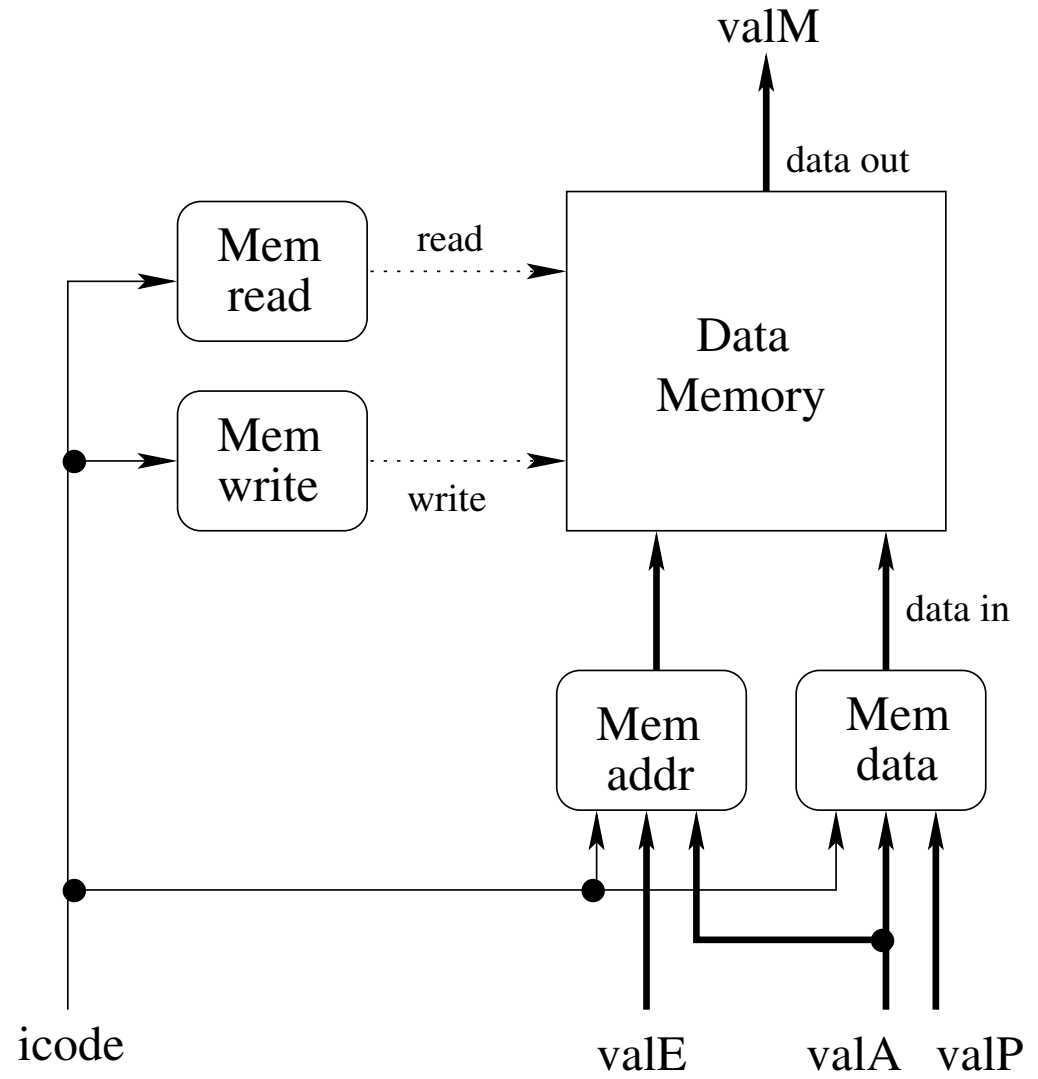 valM
data out
Mem
read
read
Data
Memory
Mem
write
write
data in
Mem
addr
Mem
data
icode
valE
valA
valP